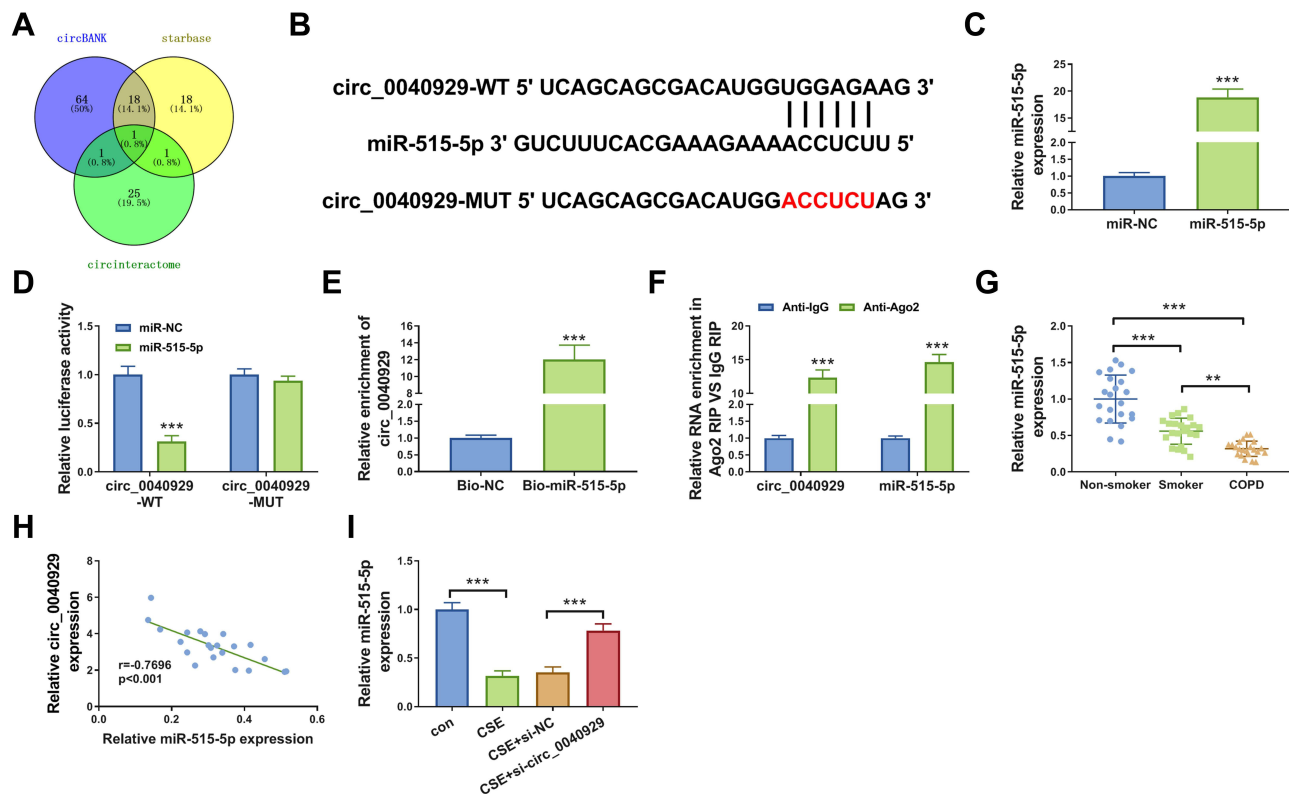 A
circBANK
starbase
64
(50%)
18
(14.1%)
18
(14.1%)
1
(0.8%)
1
(0.8%)
1
(0.8%)
25
(19.5%)
circinteractome
B
circ_0040929-WT 5' UCAGCAGCGACAUGGUGGAGAAG 3'
miR-515-5p 3' GUCUUUCACGAAAGAAAACCUCUU 5'
circ_0040929-MUT 5' UCAGCAGCGACAUGGACCUCUAG 3'
C
Relative miR-515-5p
expression
25
20
15
10
5
2.0
1.5
1.0
0.5
0.0
***
miR-NC
miR-515-5p
D
Relative luciferase activity
1.5
1.0
0.5
0.0
miR-NC
miR-515-5p
***
circ_0040929
-WT
circ_0040929
-MUT
E
Relative enrichment of
circ_0040929
16
14
12
10
8
6
4
2.0
1.5
1.0
0.5
0.0
***
Bio-NC
Bio-miR-515-5p
F
Relative RNA enrichment in
Ago2 RIP VS IgG RIP
Anti-IgG
Anti-Ago2
20
15
10
5
2.0
1.5
1.0
0.5
0.0
***
***
circ_0040929
miR-515-5p
G
Relative miR-515-5p
expression
2.0
1.5
1.0
0.5
0.0
***
***
**
Non-smoker
Smoker
COPD
H
Relative circ_0040929
expression
8
6
4
2
0
r=-0.7696
p<0.001
0.0
0.2
0.4
0.6
Relative miR-515-5p expression
I
Relative miR-515-5p
expression
1.5
1.0
0.5
0.0
***
***
con
CSE
CSE+si-NC
CSE+si-circ_0040929